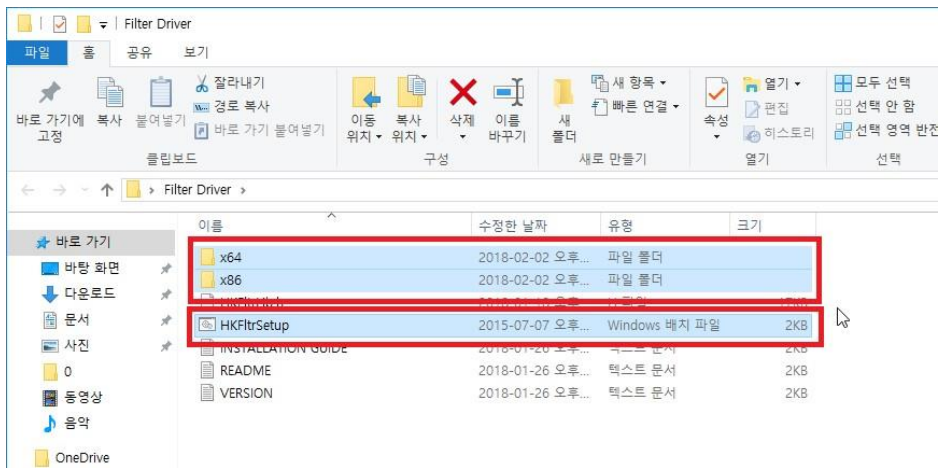 Filter Driver
파일 홈 공유 보기
잘라내기
경로 복사
바로 가기 붙여넣기
바로 가기에 고정
복사
붙여넣기
이동 위치
복사 위치
삭제
이름 바꾸기
새 폴더
새 항목
빠른 연결
속성
열기
편집
히스토리
모두 선택
선택 안 함
선택 영역 반전
클립보드 구성 새로 만들기 열기 선택
Filter Driver
이름 수정한 날짜 유형 크기
바로 가기
바탕 화면
다운로드
문서
사진
0
동영상
음악
OneDrive
x64 2018-02-02 오후... 파일 폴더
x86 2018-02-02 오후... 파일 폴더
HKFltrSetup 2015-07-07 오후... Windows 배치 파일 2KB
INSTALLATION GUIDE 2018-01-26 오후... 텍스트 문서 2KB
README 2018-01-26 오후... 텍스트 문서 2KB
VERSION 2018-01-26 오후... 텍스트 문서 2KB